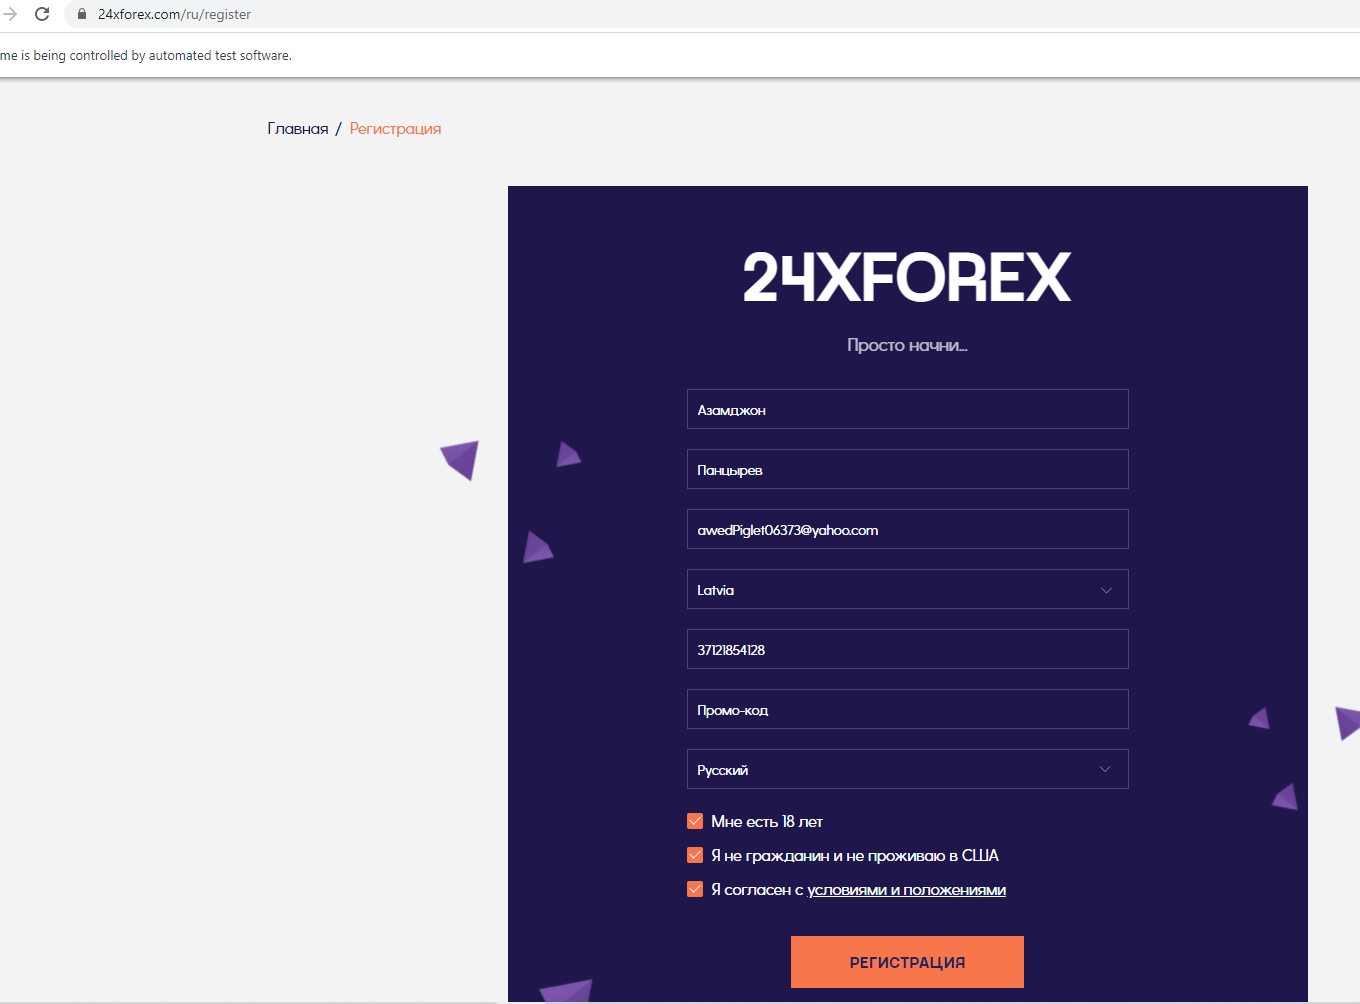 24xforex.com/ru/register
me is being controlled by automated test software.
Главная / Регистрация
24XFOREX
Просто начни...
Азамджон
Панцырев
awedPiglet06373@yahoo.com
Latvia
37121854128
Промо-код
Русский
Мне есть 18 лет
Я не гражданин и не проживаю в США
Я согласен с условиями и положениями
РЕГИСТРАЦИЯ